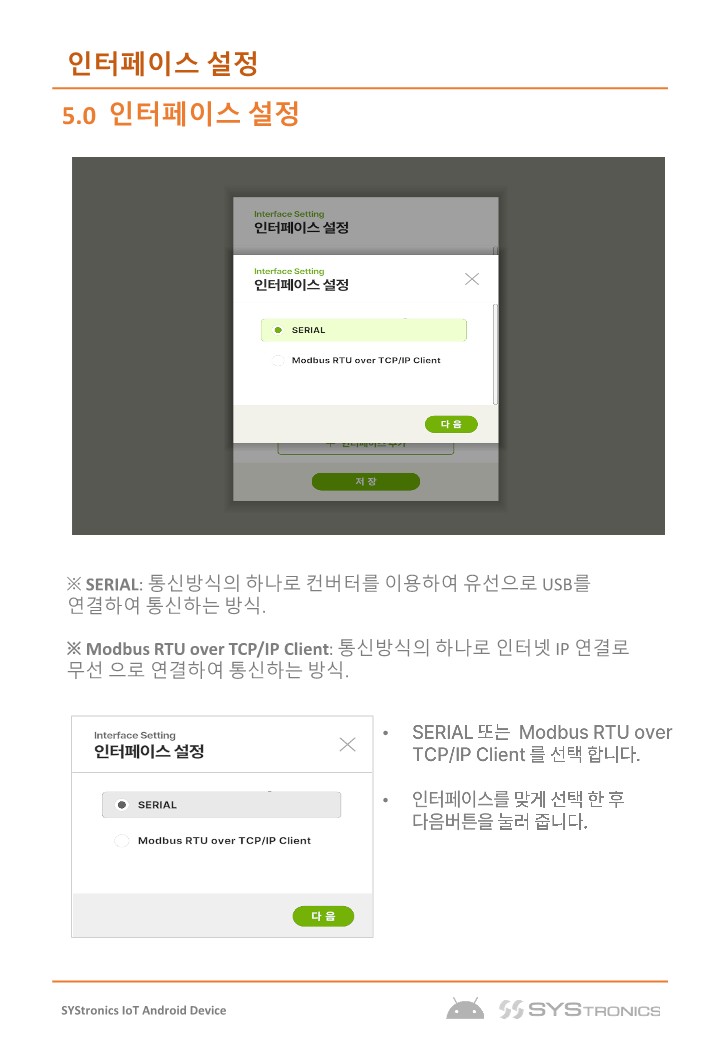 인터페이스 설정
5.0 인터페이스 설정
Interface Setting
인터페이스 설정
Interface Setting
인터페이스 설정
SERIAL
Modbus RTU over TCP/IP Client
다 음
인터페이스 추가
저 장
※ SERIAL: 통신방식의 하나로 컨버터를 이용하여 유선으로 USB를
연결하여 통신하는 방식.
※ Modbus RTU over TCP/IP Client: 통신방식의 하나로 인터넷 IP 연결로
무선 으로 연결하여 통신하는 방식.
Interface Setting
인터페이스 설정
SERIAL
Modbus RTU over TCP/IP Client
다 음
• SERIAL 또는 Modbus RTU over
TCP/IP Client 를 선택 합니다.
• 인터페이스를 맞게 선택 한 후
다음버튼을 눌러 줍니다.
SYStronics IoT Android Device
SYSTRONICS